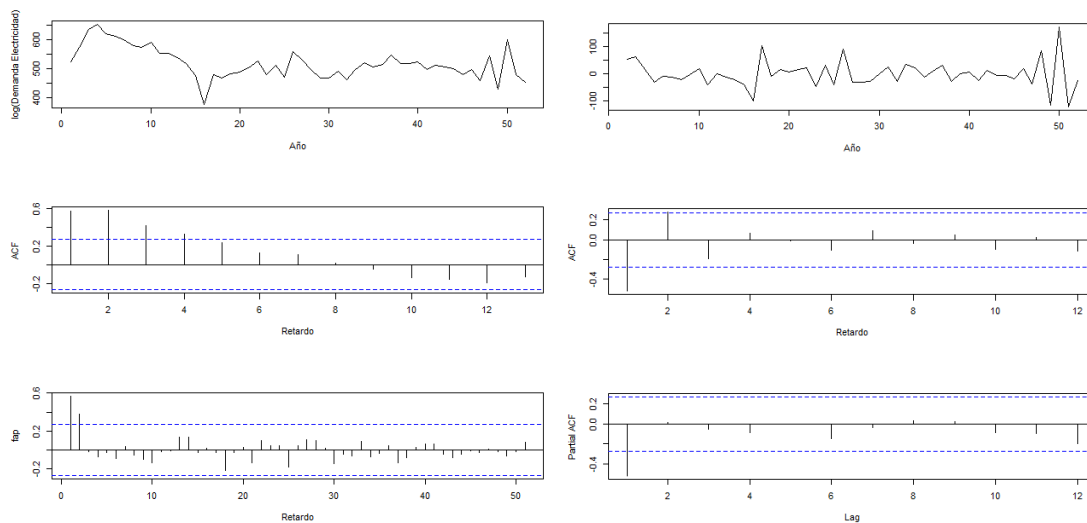 log(Demanda Electricidad)
400 500 600
0 10 20 30 40 50
Año
-100 0 100
0 10 20 30 40 50
Año
ACF
-0.2 0.2 0.6
2 4 6 8 10 12
Retardo
ACF
-0.4 0.0 0.2
2 4 6 8 10 12
Retardo
fap
-0.2 0.2 0.6
0 10 20 30 40 50
Retardo
Partial ACF
-0.4 0.0 0.2
2 4 6 8 10 12
Lag